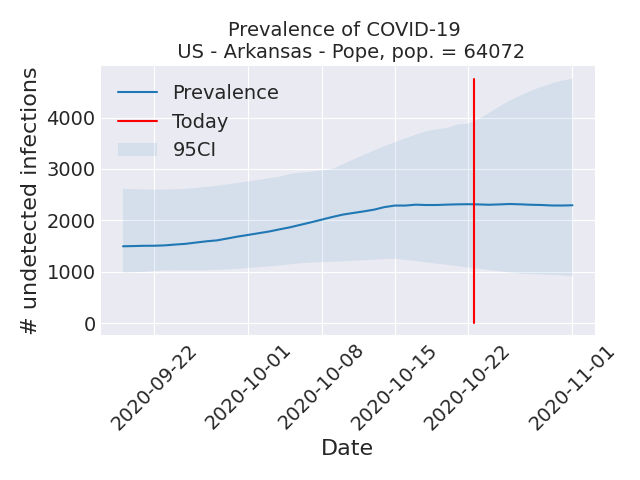 Prevalence of COVID-19
US - Arkansas - Pope, pop. = 64072
Prevalence
Today
95CI
# undetected infections
4000
3000
2000
1000
0
2020-09-22
2020-10-01
2020-10-08
2020-10-15
2020-10-22
2020-11-01
Date